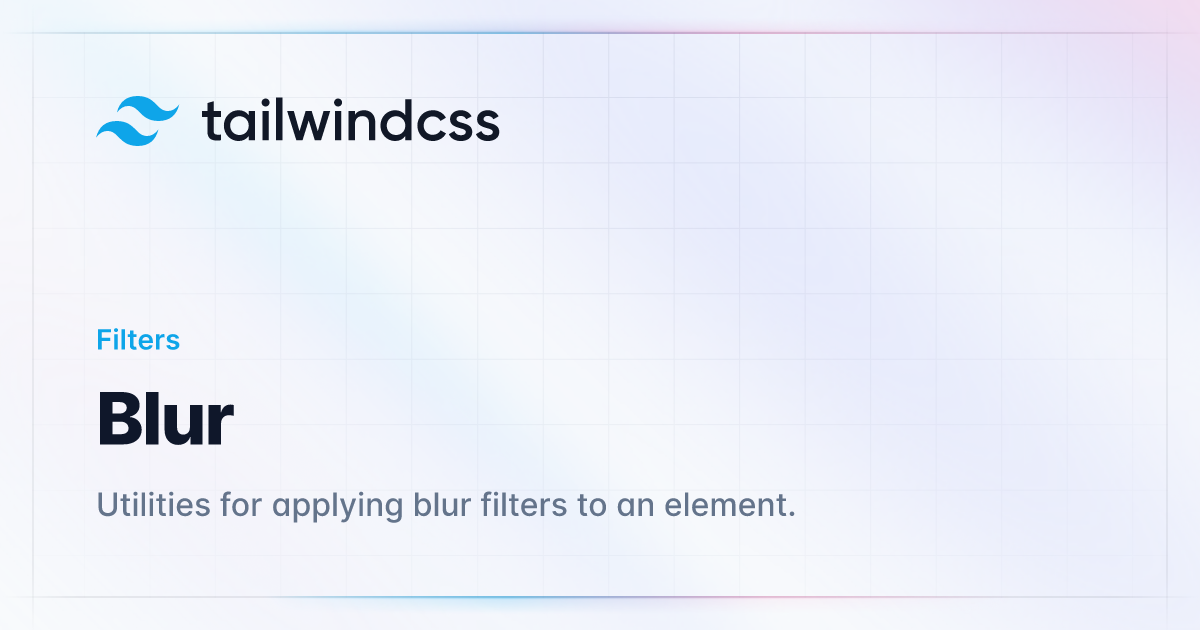 tailwindcss
Filters
Blur
Utilities for applying blur filters to an element.